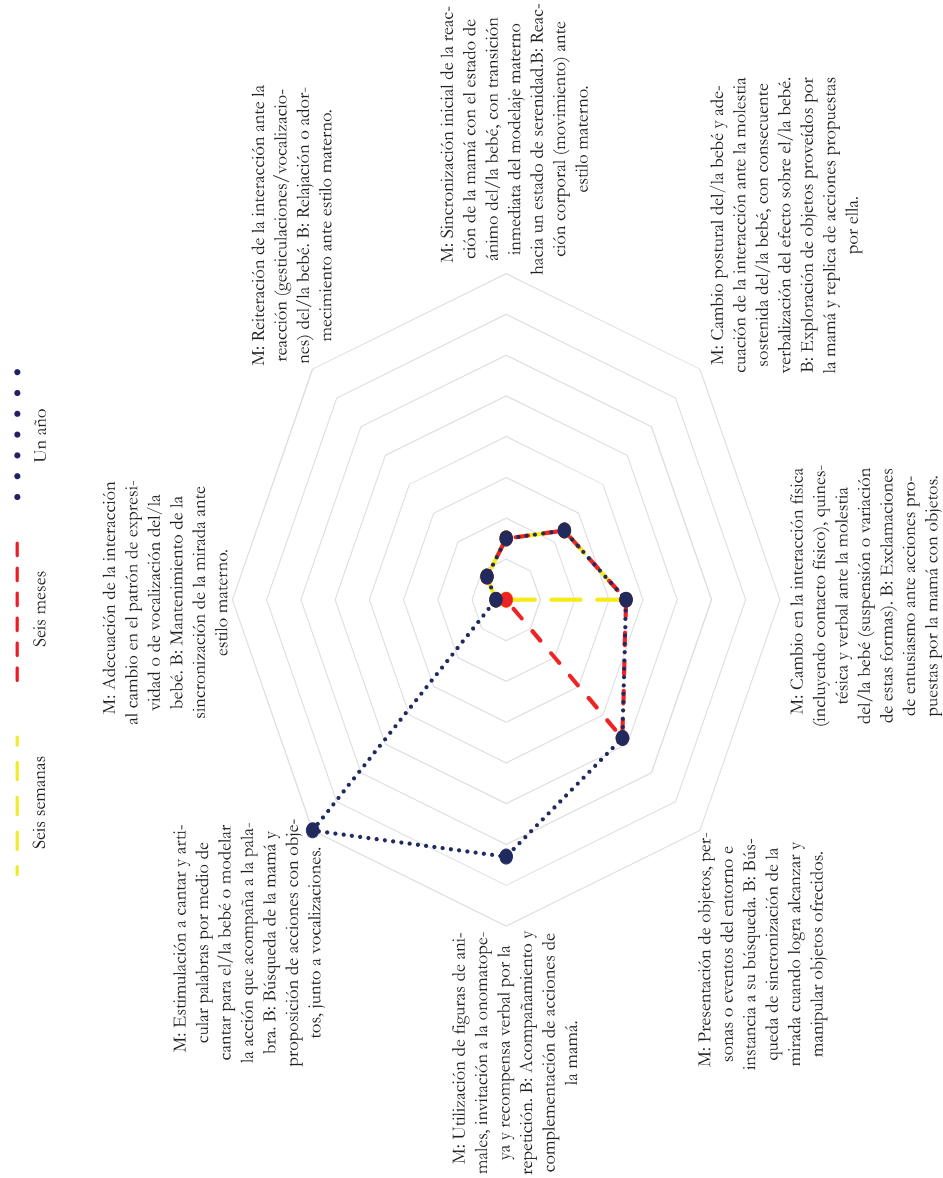 Seis semanas
Seis meses
Un año
M: Adecuación de la interacción
al cambio en el patrón de expresi-
vidad o de vocalización del/la
bebé. B: Mantenimiento de la
sincronización de la mirada ante
estilo materno.
M: Reiteración de la interacción ante la
reacción (gesticulaciones/vocalizacio-
nes) del/la bebé. B: Relajación o ador-
mecimiento ante estilo materno.
M: Sincronización inicial de la reac-
ción de la mamá con el estado de
ánimo del/la bebé, con transición
inmediata del modelaje materno
hacia un estado de serenidad.B: Reac-
ción corporal (movimiento) ante
estilo materno.
M: Cambio postural del/la bebé y ade-
cuación de la interacción ante la molestia
sostenida del/la bebé, con consecuente
verbalización del efecto sobre el/la bebé.
B: Exploración de objetos proveídos por
la mamá y replica de acciones propuestas
por ella.
M: Cambio en la interacción física
(incluyendo contacto físico), quines-
tésica y verbal ante la molestia
del/la bebé (suspensión o variación
de estas formas). B: Exclamaciones
de entusiasmo ante acciones pro-
puestas por la mamá con objetos.
M: Presentación de objetos, per-
sonas o eventos del entorno e
instancia a su búsqueda. B: Bús-
queda de sincronización de la
mirada cuando logra alcanzar y
manipular objetos ofrecidos.
M: Utilización de figuras de ani-
males, invitación a la onomatope-
ya y recompensa verbal por la
repetición. B: Acompañamiento y
complementación de acciones de
la mamá.
M: Estimulación a cantar y arti-
cular palabras por medio de
cantar para el/la bebé o modelar
la acción que acompaña a la pala-
bra. B: Búsqueda de la mamá y
proposición de acciones con obje-
tos, junto a vocalizaciones.